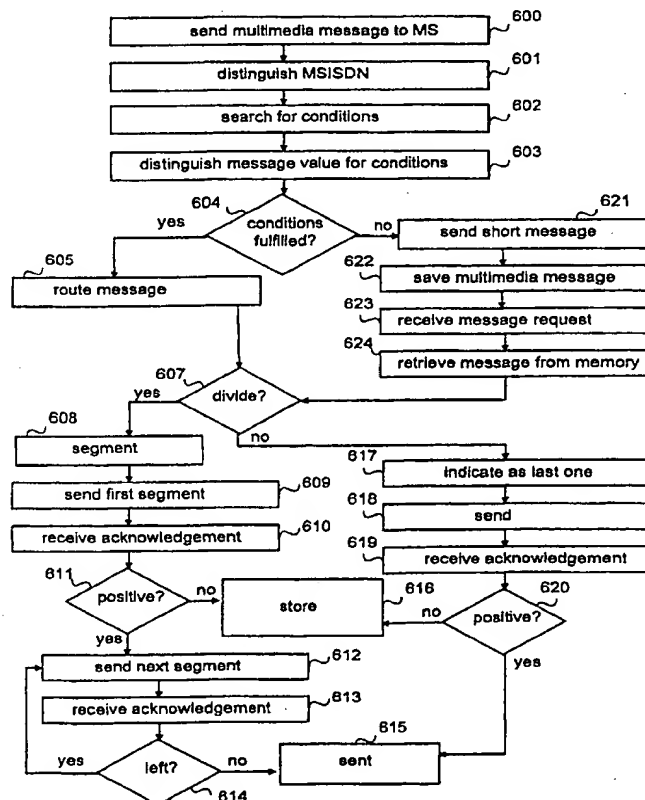 send multimedia message to MS
600
distinguish MSISDN
601
search for conditions
602
distinguish message value for conditions
603
604
conditions fulfilled?
yes
no
605
route message
621
send short message
622
save multimedia message
623
receive message request
624
retrieve message from memory
607
divide?
yes
no
608
segment
send first segment
609
receive acknowledgement
610
617
indicate as last one
618
send
619
receive acknowledgement
611
positive?
no
yes
store
616
620
positive?
no
yes
send next segment
612
receive acknowledgement
613
left?
yes
no
614
615
sent